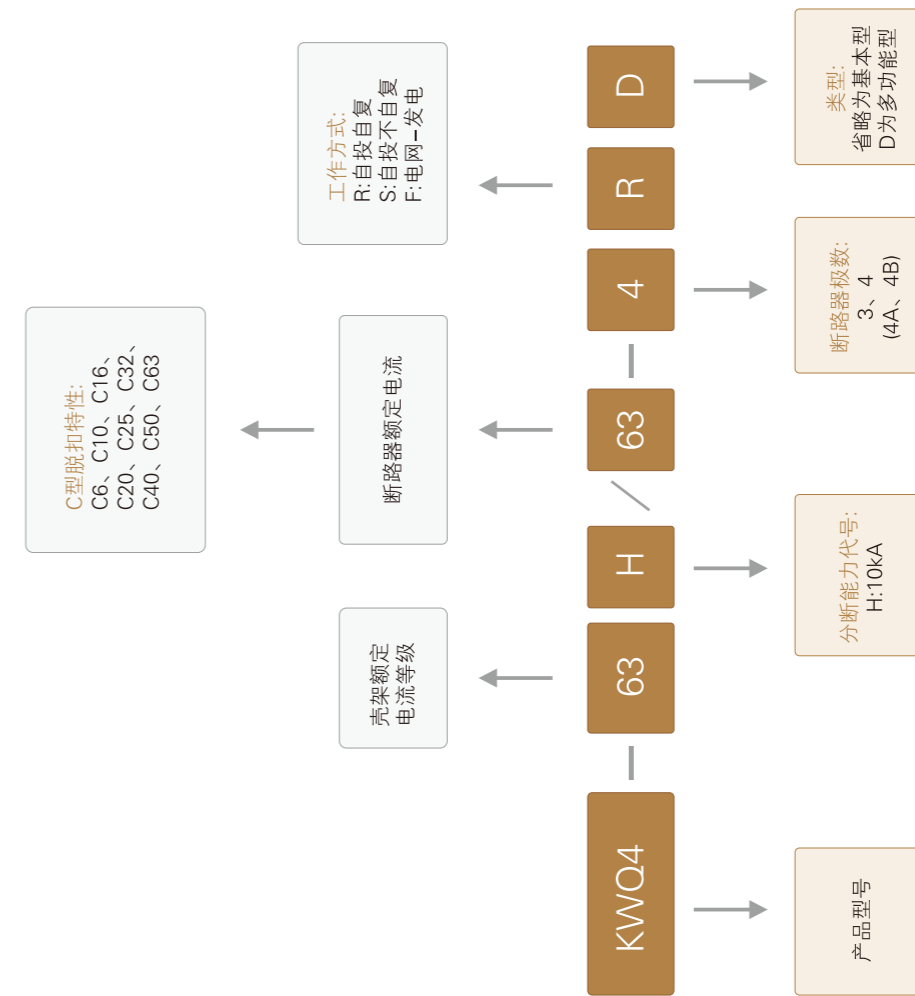 C型脱扣特性:
C6、C10、C16、
C20、C25、C32、
C40、C50、C63
壳架额定
电流等级
断路器额定电流
工作方式:
R:自投自复
S:自投不自复
F:电网-发电
KWQ4
—
63
H
/
63
—
4
R
D
产品型号
分断能力代号:
H:10kA
断路器极数:
3、4
(4A、4B)
类型:
省略为基本型
D为多功能型